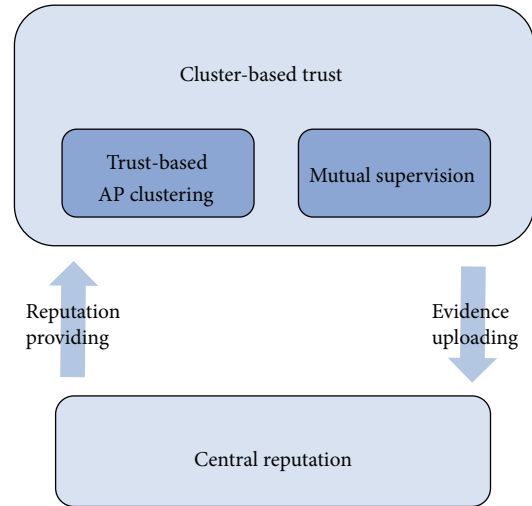 Cluster-based trust
Trust-based
AP clustering
Mutual supervision
Reputation
providing
Evidence
uploading
Central reputation